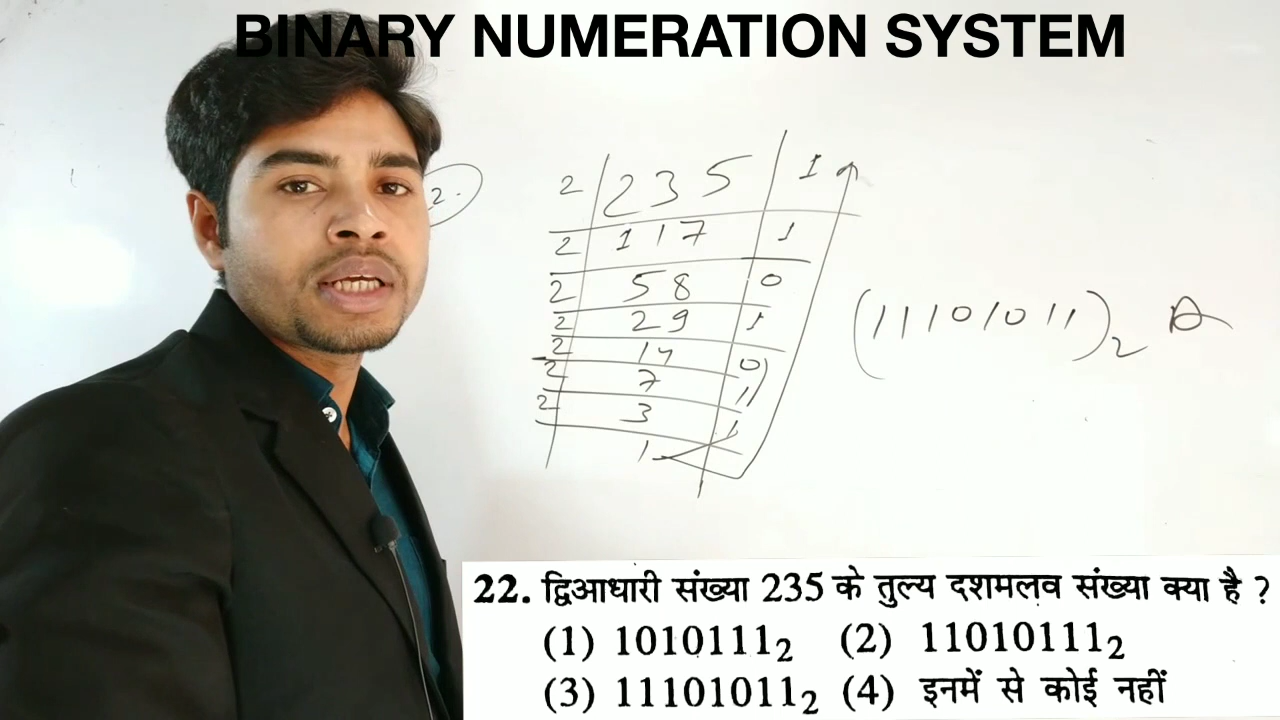 BINARY NUMERATION SYSTEM
2.
2 235 1
2 117 1
2 58 0
2 29 1
2 14 0
2 7 1
2 3 1
1
(11101011)₂ A
22. द्विआधारी संख्या 235 के तुल्य दशमलव संख्या क्या है ?
(1) 1010111₂ (2) 11010111₂
(3) 11101011₂ (4) इनमें से कोई नहीं